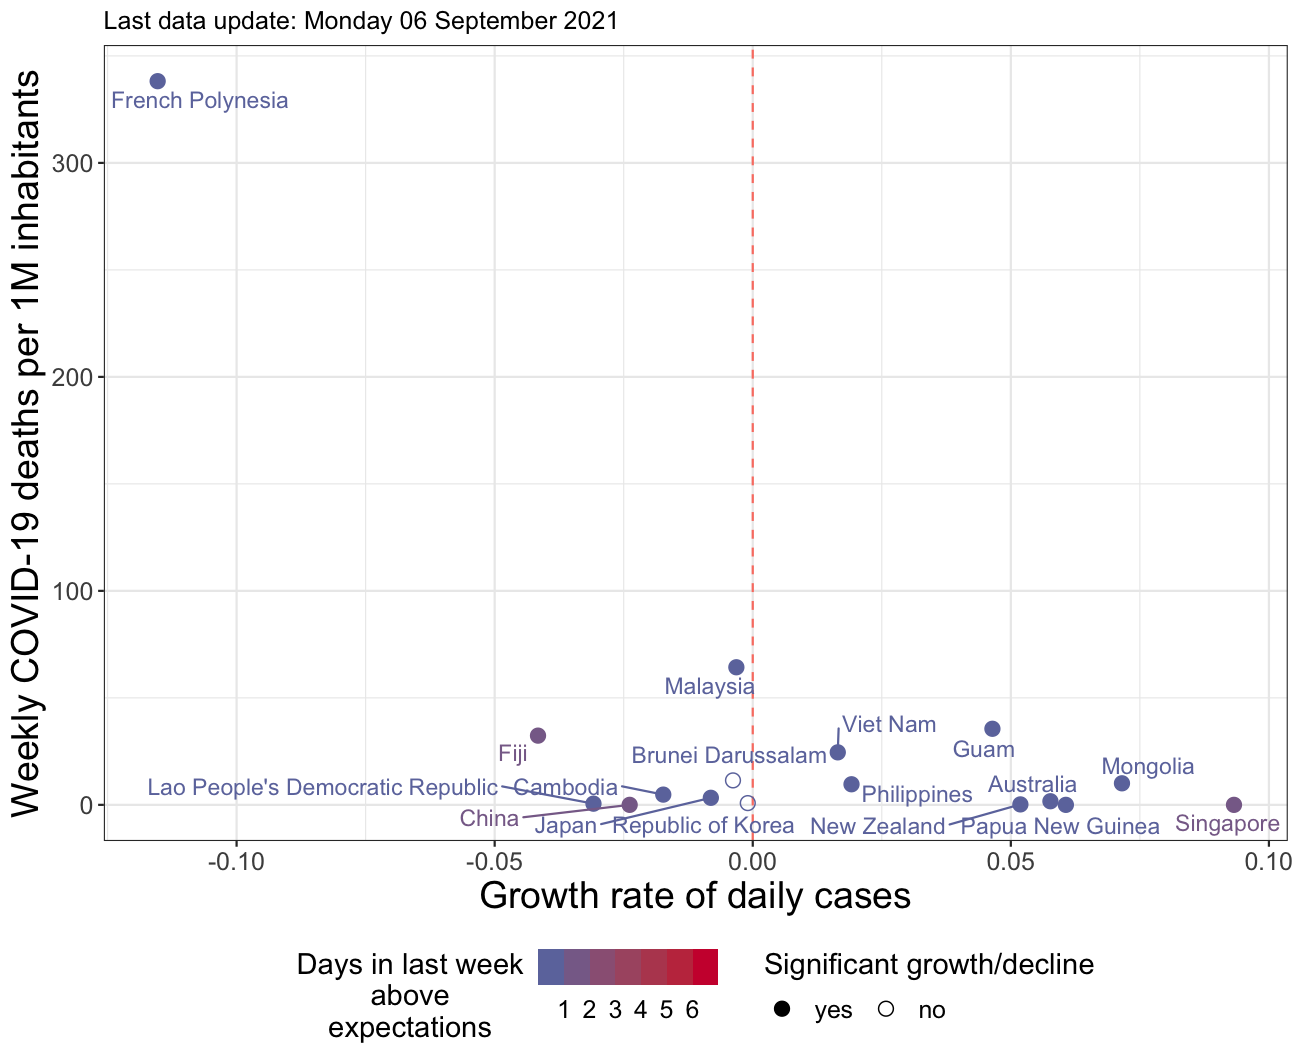 Last data update: Monday 06 September 2021
Weekly COVID-19 deaths per 1M inhabitants
300
200
100
0
French Polynesia
Malaysia
Viet Nam
Fiji
Guam
Brunei Darussalam
Mongolia
Lao People's Democratic Republic
Cambodia
Australia
Philippines
China
Japan
Republic of Korea
New Zealand
Papua New Guinea
Singapore
-0.10
-0.05
0.00
0.05
0.10
Growth rate of daily cases
Days in last week
above
expectations
1 2 3 4 5 6
Significant growth/decline
yes
no